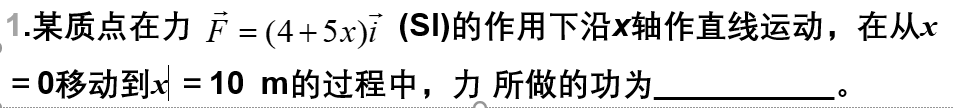 1.某质点在力 $\vec{F} = (4+5x)\vec{i}$ (SI)的作用下沿x轴作直线运动，在从x
=0移动到x =10 m的过程中，力 所做的功为__________。